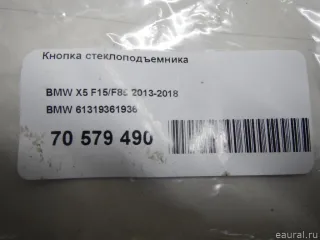 Кнопка стеклоподъемника
BMW X5 F15/F85 2013-2018
BMW 61319361936
70 579 490
eaural.ru